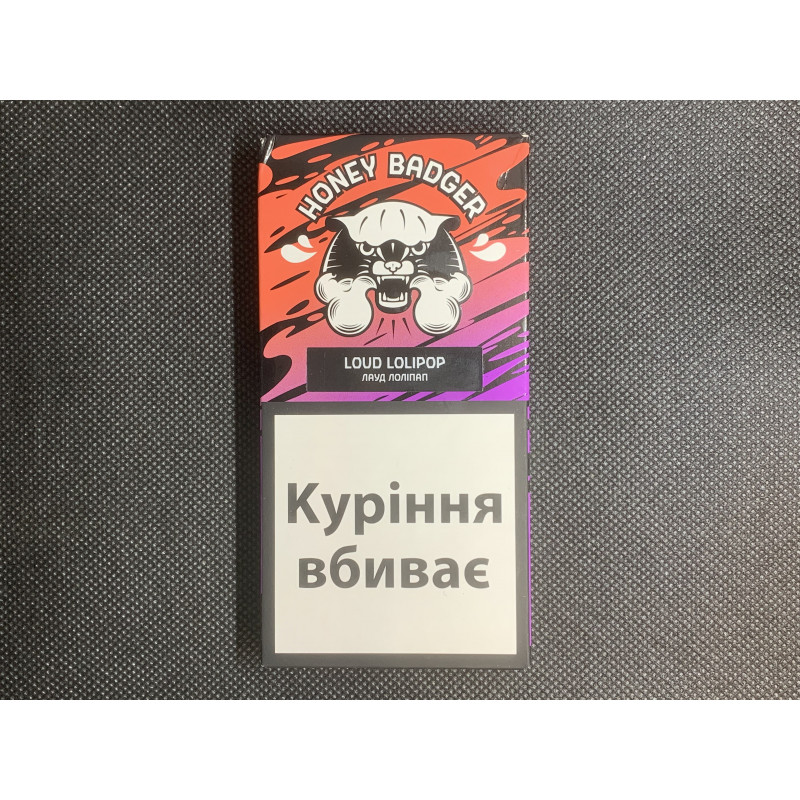 HONEY BADGER
LOUD LOLIPOP
ЛАУД ЛОЛІПАП
Куріння
вбиває